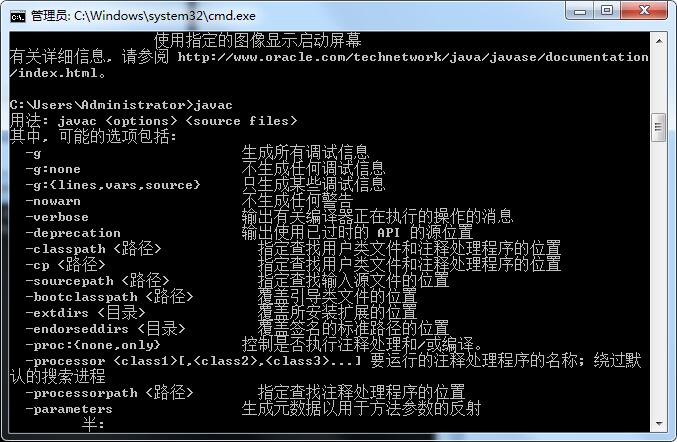 管理员: C:\Windows\system32\cmd.exe
使用指定的图像显示启动屏幕
有关详细信息, 请参阅 http://www.oracle.com/technetwork/java/javase/documentation
/index.html。
C:\Users\Administrator>javac
用法: javac <options> <source files>
其中, 可能的选项包括:
-g 生成所有调试信息
-g:none 不生成任何调试信息
-g:{lines,vars,source} 只生成某些调试信息
-nowarn 不生成任何警告
-verbose 输出有关编译器正在执行的操作的消息
-deprecation 输出使用已过时的 API 的源位置
-classpath <路径> 指定查找用户类文件和注释处理程序的位置
-cp <路径> 指定查找用户类文件和注释处理程序的位置
-sourcepath <路径> 指定查找输入源文件的位置
-bootclasspath <路径> 覆盖引导类文件的位置
-extdirs <目录> 覆盖所安装扩展的位置
-endorseddirs <目录> 覆盖签名的标准路径的位置
-proc:{none,only} 控制是否执行注释处理和/或编译。
-processor <class1>[,<class2>,<class3>...] 要运行的注释处理程序的名称; 绕过默
认的搜索进程
-processorpath <路径> 指定查找注释处理程序的位置
-parameters 生成元数据以用于方法参数的反射
半: